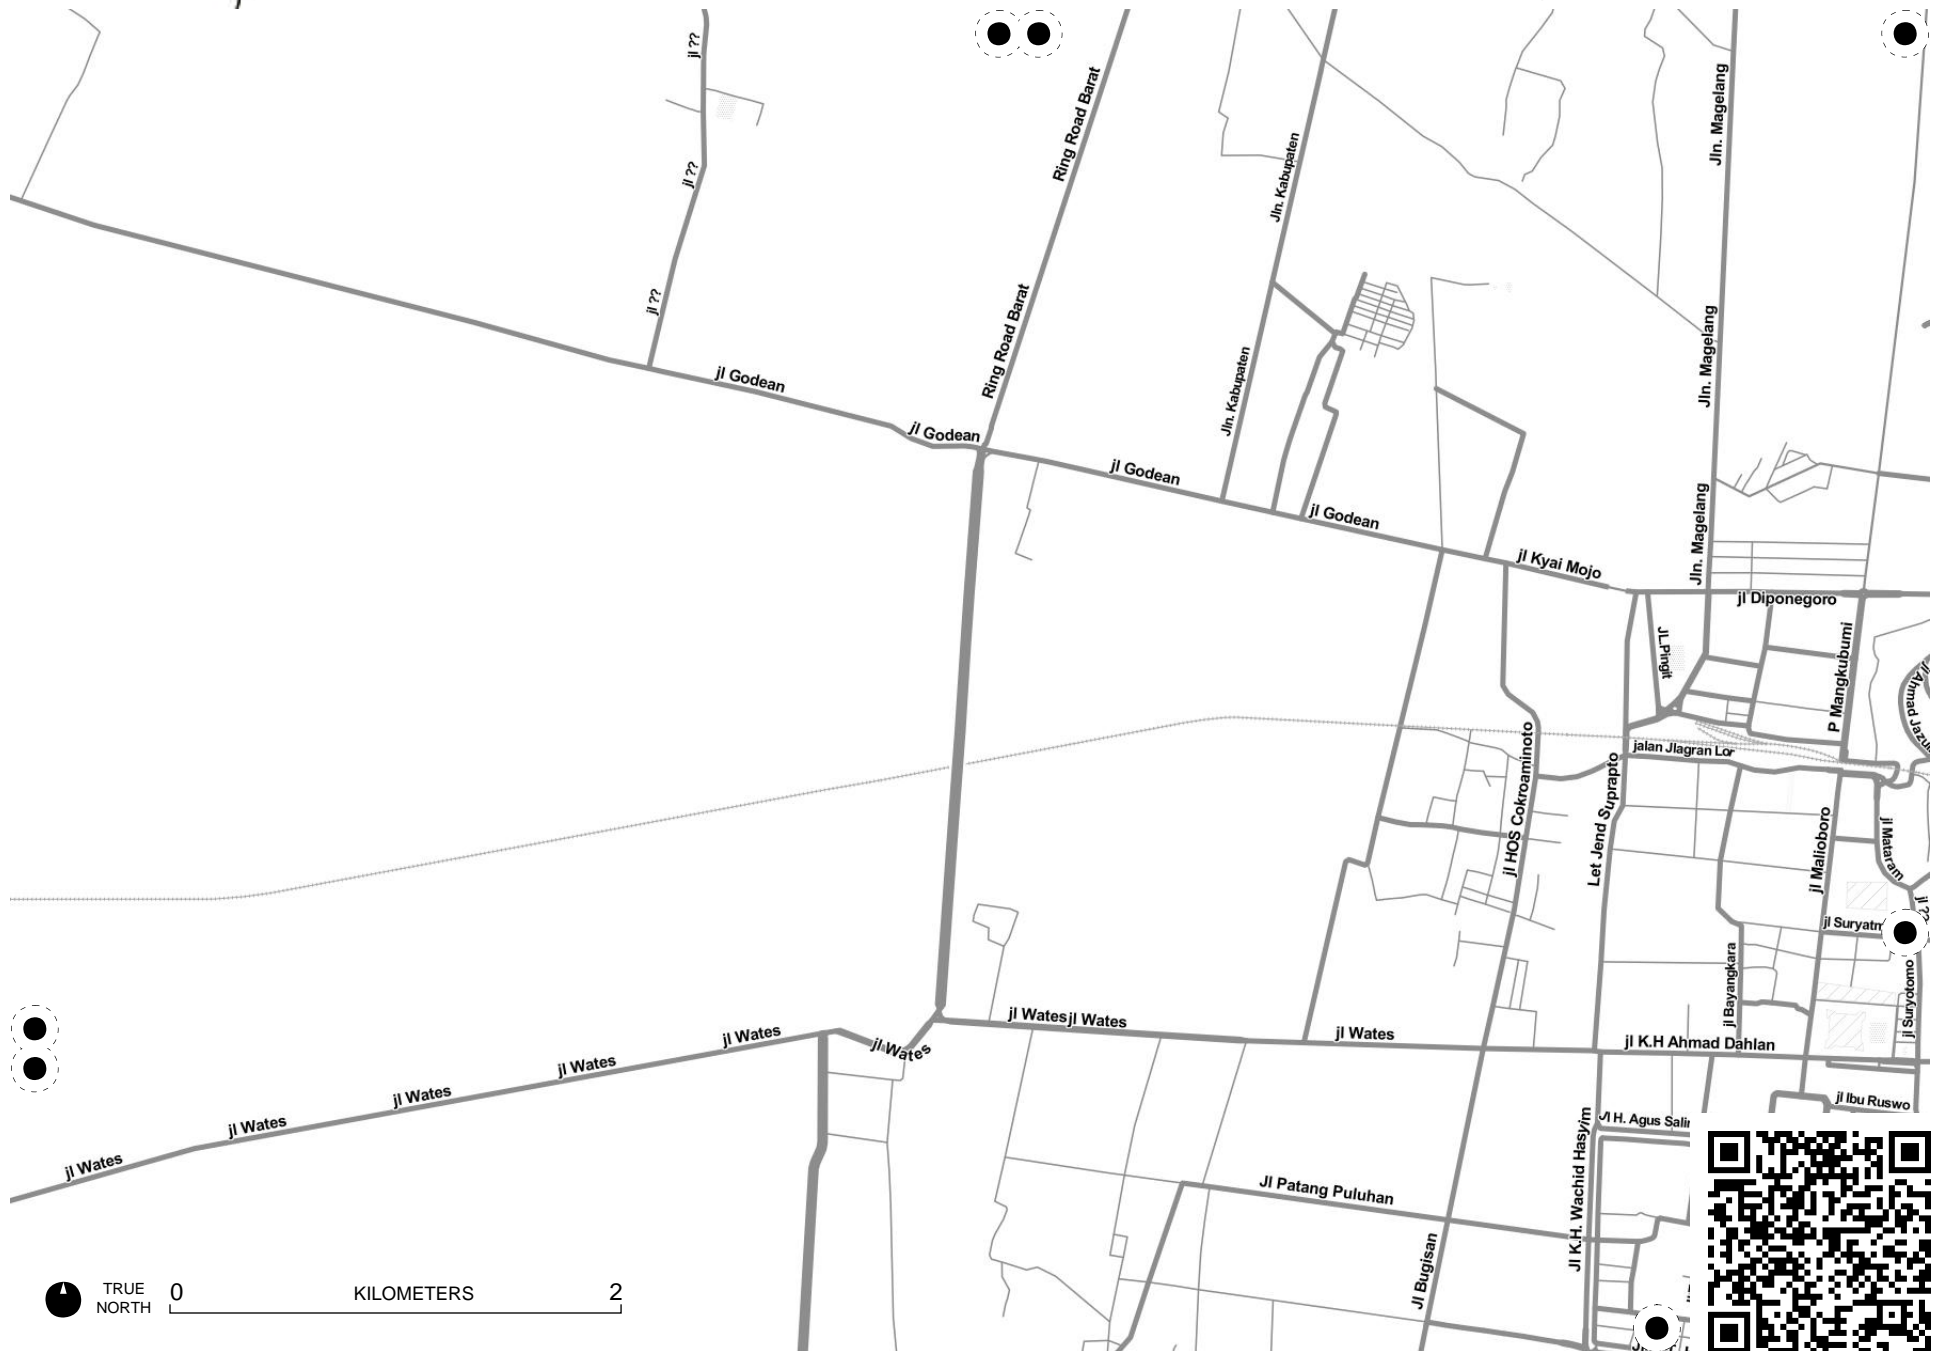 jl ??
Ring Road Barat
Jln. Magelang
jl ??
Jln. Kabupaten
jl ??
Ring Road Barat
Jln. Magelang
jl Godean
Jln. Kabupaten
jl Godean
jl Godean
jl Godean
Jln. Magelang
jl Kyai Mojo
jl Diponegoro
JL.Pingit
P Mangkubumi
jl Ahmad Jazuli
jalan Jlagran Lor
jl HOS Cokroaminoto
Let Jend Suprapto
jl Malioboro
jl Mataram
jl ??
jl Suryatm
jl Bayangkara
jl Suryotomo
jl Wates
jl Wates
jl Wates
jl Wates
jl Wates
jl Wates
jl Wates
jl Wates
jl Wates
jl K.H Ahmad Dahlan
jl Ibu Ruswo
Jl H. Agus Salim
Jl K.H. Wachid Hasyim
Jl Patang Puluhan
Jl Bugisan
TRUE
NORTH
0 KILOMETERS 2